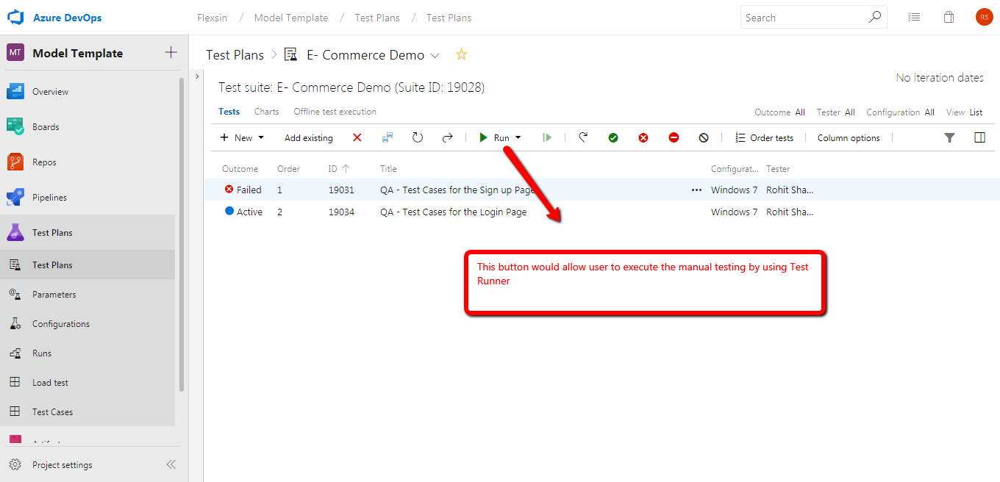 Azure DevOps
Flexsin / Model Template / Test Plans / Test Plans
Search
RS
MT Model Template
Overview
Boards
Repos
Pipelines
Test Plans
Test Plans
Parameters
Configurations
Runs
Load test
Test Cases
Project settings
Test Plans > E- Commerce Demo
No iteration dates
Test suite: E- Commerce Demo (Suite ID: 19028)
Tests Charts Offline test execution
Outcome All Tester All Configuration All View List
New Add existing Run Order tests Column options
Outcome Order ID Title Configurat... Tester
Failed 1 19031 QA - Test Cases for the Sign up Page ... Windows 7 Rohit Sha...
Active 2 19034 QA - Test Cases for the Login Page Windows 7 Rohit Sha...
This button would allow user to execute the manual testing by using Test
Runner